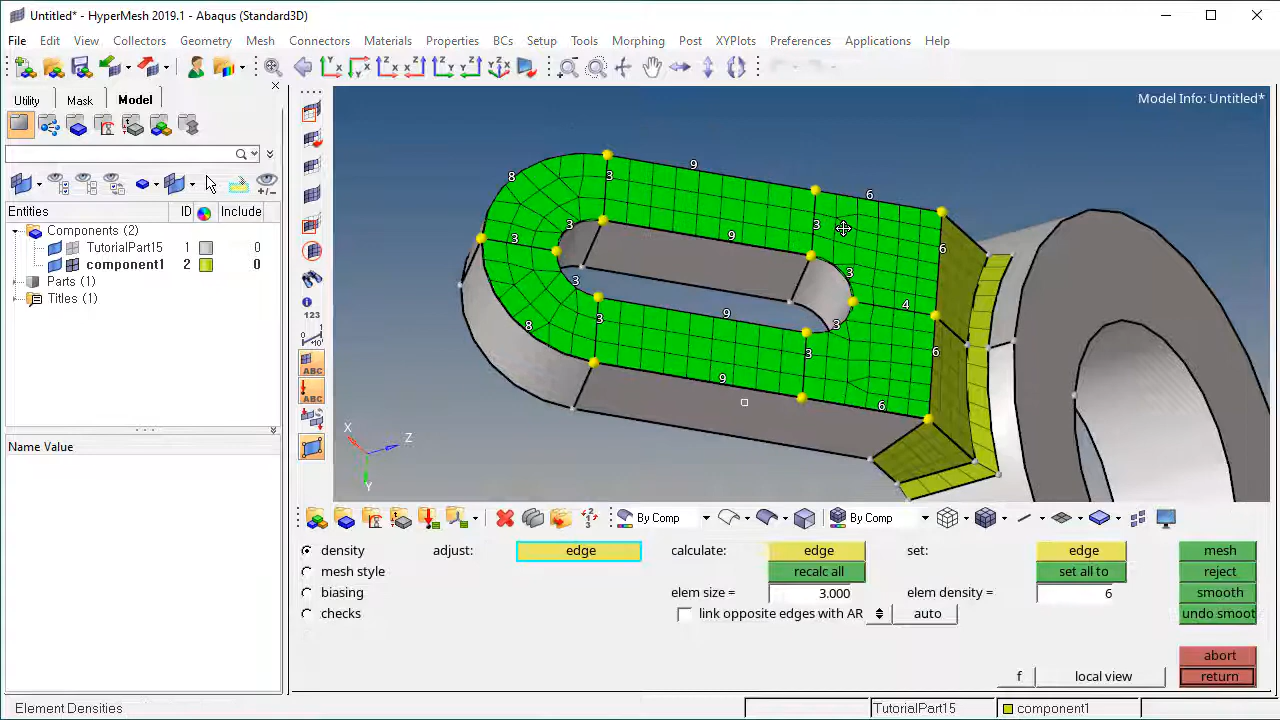 Untitled* - HyperMesh 2019.1 - Abaqus (Standard3D)
File Edit View Collectors Geometry Mesh Connectors Materials Properties BCs Setup Tools Morphing Post XYPlots Preferences Applications Help
Utility Mask Model
Model Info: Untitled*
Entities ID Include
Components (2)
TutorialPart15 1 0
component1 2 0
Parts (1)
Titles (1)
Name Value
9
8 3 6
3 3
3 9 6
3 3
3 4
9 3
8 3 3 6
9 6
X Z
Y
123
ABC
ABC
By Comp By Comp
density adjust: edge calculate: edge set: edge mesh
mesh style recalc all set all to reject
biasing elem size = 3.000 elem density = 6 smooth
checks link opposite edges with AR auto undo smoot
abort
f local view return
Element Densities TutorialPart15 component1